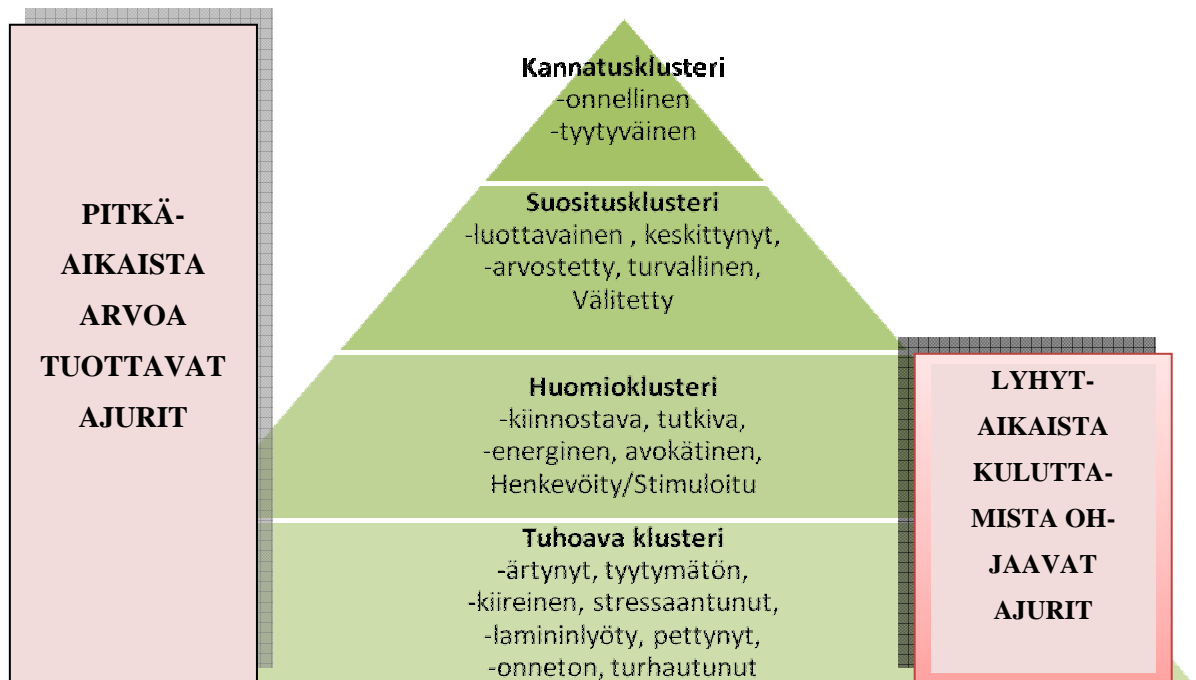 PITKÄ-
AIKAISTA
ARVOA
TUOTTAVAT
AJURIT
Kannatusklusteri
-onnellinen
-tyytyväinen
Suositusklusteri
-luottavainen , keskittynyt,
-arvostetty, turvallinen,
Välitetty
Huomioklusteri
-kiinnostava, tutkiva,
-energinen, avokätinen,
Henkevöity/Stimuloitu
Tuhoava klusteri
-ärtynyt, tyytymätön,
-kiireinen, stressaantunut,
-lamininlyöty, pettynyt,
-onneton, turhautunut
LYHYT-
AIKAISTA
KULUTTA-
MISTA OH-
JAAVAT
AJURIT